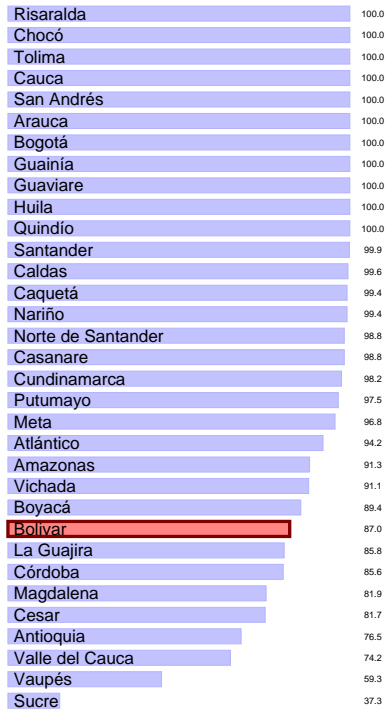 Risaralda 100.0
Chocó 100.0
Tolima 100.0
Cauca 100.0
San Andrés 100.0
Arauca 100.0
Bogotá 100.0
Guainía 100.0
Guaviare 100.0
Huila 100.0
Quindío 100.0
Santander 99.9
Caldas 99.6
Caquetá 99.4
Nariño 99.4
Norte de Santander 98.8
Casanare 98.8
Cundinamarca 98.2
Putumayo 97.5
Meta 96.8
Atlántico 94.2
Amazonas 91.3
Vichada 91.1
Boyacá 89.4
Bolivar 87.0
La Guajira 85.8
Córdoba 85.6
Magdalena 81.9
Cesar 81.7
Antioquia 76.5
Valle del Cauca 74.2
Vaupés 59.3
Sucre 37.3